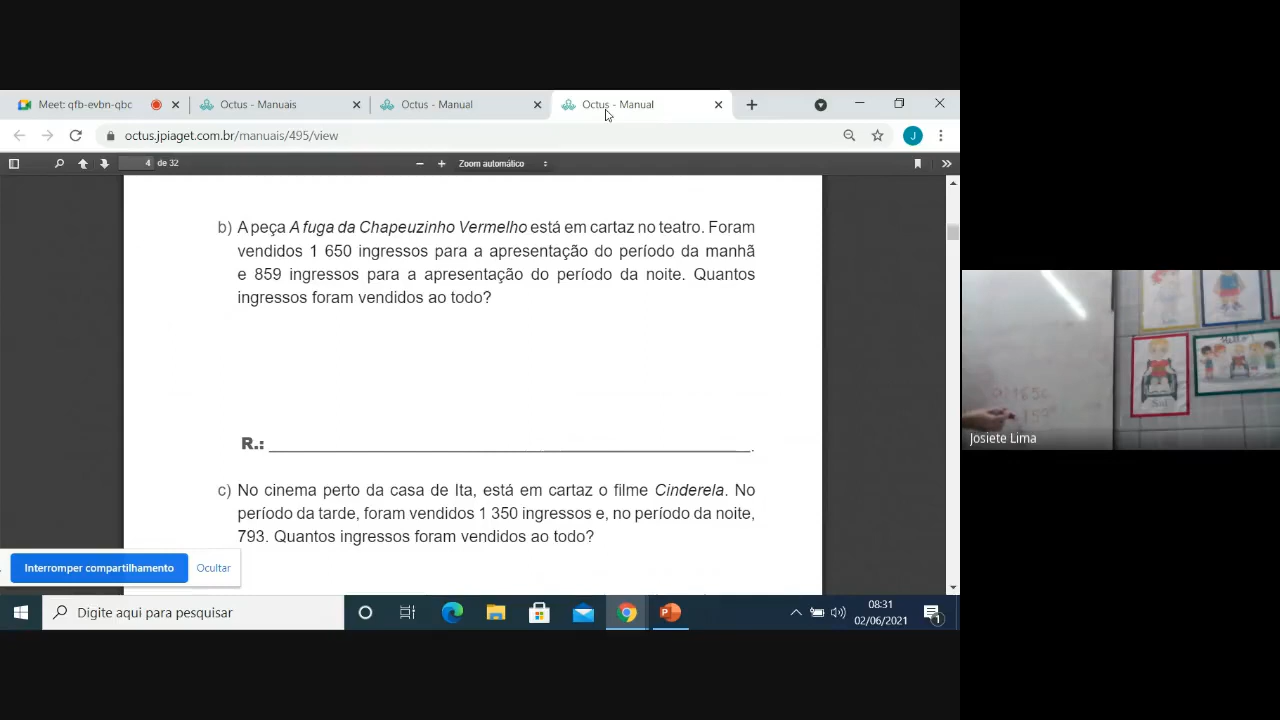 Meet: qfb-evbn-qbc
Octus - Manuais
Octus - Manual
Octus - Manual
octus.jpiaget.com.br/manuais/495/view
J
4 de 32
Zoom automático
b) A peça A fuga da Chapeuzinho Vermelho está em cartaz no teatro. Foram
vendidos 1 650 ingressos para a apresentação do período da manhã
e 859 ingressos para a apresentação do período da noite. Quantos
ingressos foram vendidos ao todo?
R.:
c) No cinema perto da casa de Ita, está em cartaz o filme Cinderela. No
período da tarde, foram vendidos 1 350 ingressos e, no período da noite,
793. Quantos ingressos foram vendidos ao todo?
Interromper compartilhamento
Ocultar
Digite aqui para pesquisar
08:31
02/06/2021
1
Hello!
Josiete Lima